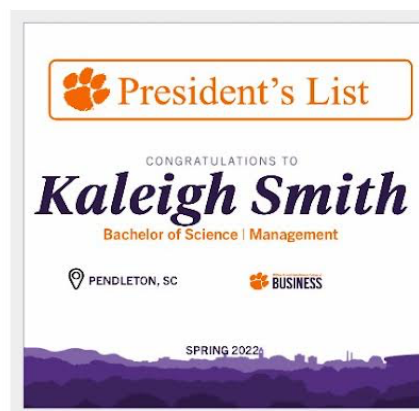 President's List
CONGRATULATIONS TO
Kaleigh Smith
Bachelor of Science | Management
PENDLETON, SC
BUSINESS
SPRING 2022